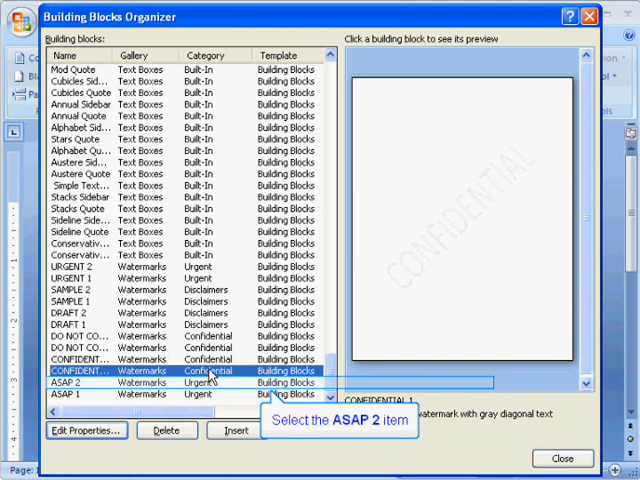 Building Blocks Organizer
Building blocks:
Click a building block to see its preview
Name Gallery Category Template
Mod Quote Text Boxes Built-In Building Blocks
Cubicles Sid... Text Boxes Built-In Building Blocks
Cubicles Quote Text Boxes Built-In Building Blocks
Annual Sidebar Text Boxes Built-In Building Blocks
Annual Quote Text Boxes Built-In Building Blocks
Alphabet Sid... Text Boxes Built-In Building Blocks
Stars Quote Text Boxes Built-In Building Blocks
Alphabet Qu... Text Boxes Built-In Building Blocks
Austere Sid... Text Boxes Built-In Building Blocks
Austere Quote Text Boxes Built-In Building Blocks
Simple Text... Text Boxes Built-In Building Blocks
Stacks Sidebar Text Boxes Built-In Building Blocks
Stacks Quote Text Boxes Built-In Building Blocks
Sideline Side... Text Boxes Built-In Building Blocks
Sideline Quote Text Boxes Built-In Building Blocks
Conservativ... Text Boxes Built-In Building Blocks
Conservativ... Text Boxes Built-In Building Blocks
URGENT 2 Watermarks Urgent Building Blocks
URGENT 1 Watermarks Urgent Building Blocks
SAMPLE 2 Watermarks Disclaimers Building Blocks
SAMPLE 1 Watermarks Disclaimers Building Blocks
DRAFT 2 Watermarks Disclaimers Building Blocks
DRAFT 1 Watermarks Disclaimers Building Blocks
DO NOT CO... Watermarks Confidential Building Blocks
DO NOT CO... Watermarks Confidential Building Blocks
CONFIDENT... Watermarks Confidential Building Blocks
CONFIDENT... Watermarks Confidential Building Blocks
ASAP 2 Watermarks Urgent Building Blocks
ASAP 1 Watermarks Urgent Building Blocks
CONFIDENTIAL
CONFIDENTIAL 1
watermark with gray diagonal text
Select the ASAP 2 item
Edit Properties... Delete Insert
Close
Page: